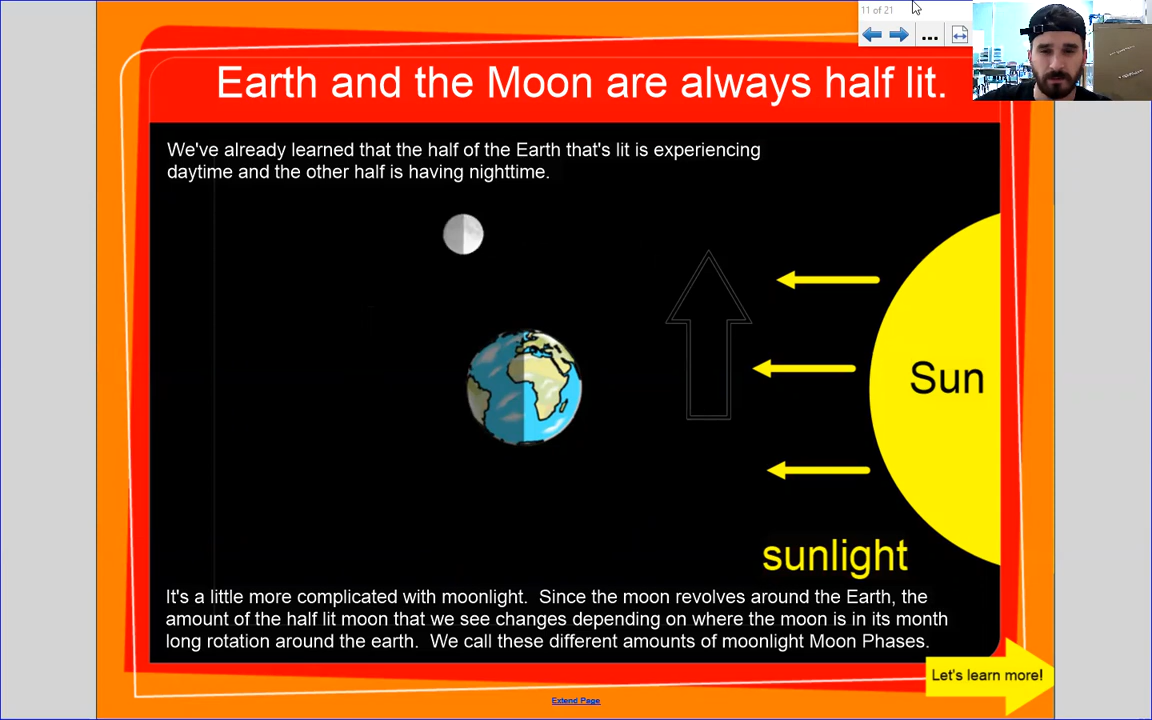 11 of 21
Earth and the Moon are always half lit.
We've already learned that the half of the Earth that's lit is experiencing
daytime and the other half is having nighttime.
Sun
sunlight
It's a little more complicated with moonlight.  Since the moon revolves around the Earth, the
amount of the half lit moon that we see changes depending on where the moon is in its month
long rotation around the earth.  We call these different amounts of moonlight Moon Phases.
Let's learn more!
Extend Page